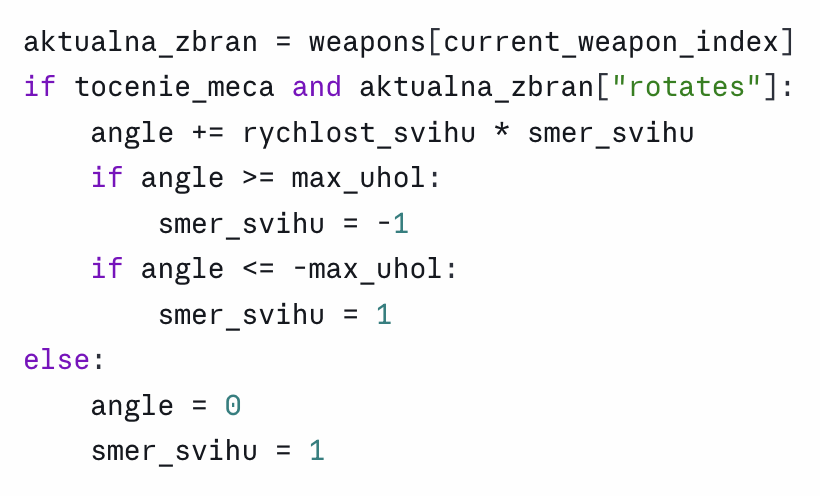 aktualna_zbran = weapons[current_weapon_index]
if tocenie_meca and aktualna_zbran["rotates"]:
    angle += rychlost_svihu * smer_svihu
    if angle >= max_uhol:
        smer_svihu = -1
    if angle <= -max_uhol:
        smer_svihu = 1
else:
    angle = 0
    smer_svihu = 1